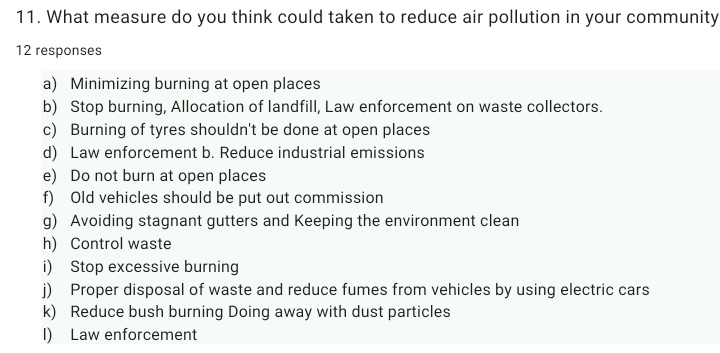 11. What measure do you think could taken to reduce air pollution in your community
12 responses
a) Minimizing burning at open places
b) Stop burning, Allocation of landfill, Law enforcement on waste collectors.
c) Burning of tyres shouldn't be done at open places
d) Law enforcement b. Reduce industrial emissions
e) Do not burn at open places
f) Old vehicles should be put out commission
g) Avoiding stagnant gutters and Keeping the environment clean
h) Control waste
i) Stop excessive burning
j) Proper disposal of waste and reduce fumes from vehicles by using electric cars
k) Reduce bush burning Doing away with dust particles
l) Law enforcement